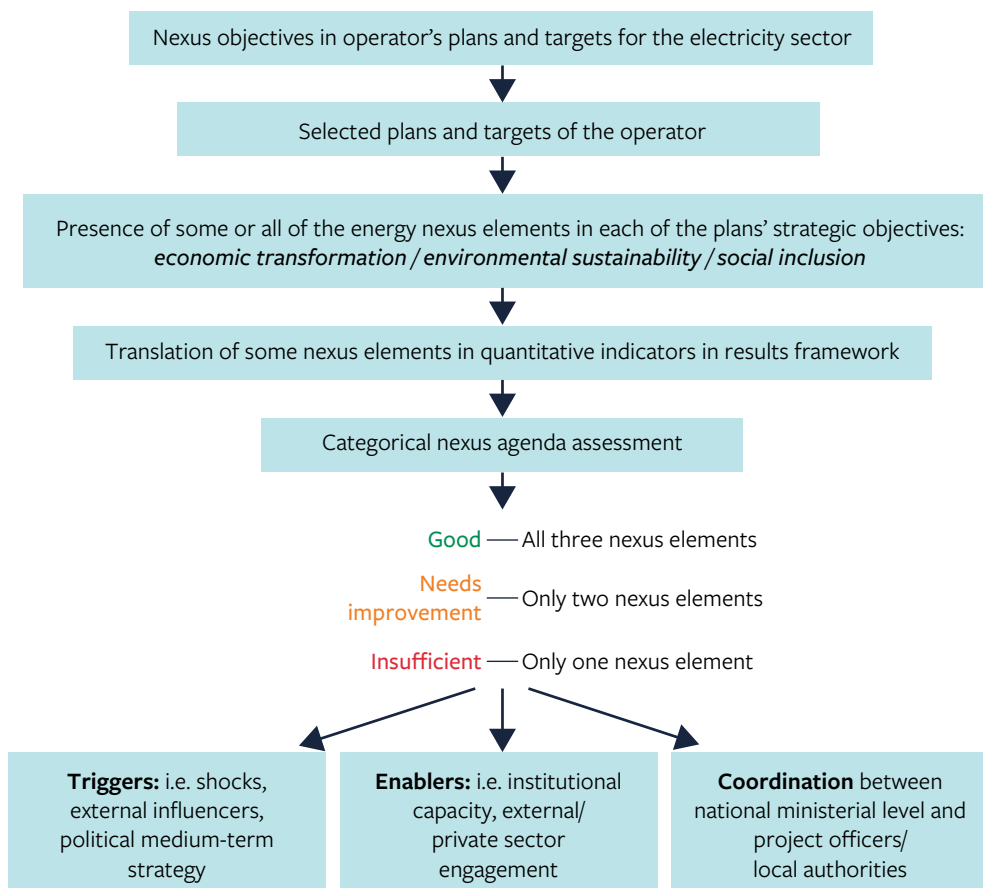 Nexus objectives in operator’s plans and targets for the electricity sector
Selected plans and targets of the operator
Presence of some or all of the energy nexus elements in each of the plans’ strategic objectives:
economic transformation / environmental sustainability / social inclusion
Translation of some nexus elements in quantitative indicators in results framework
Categorical nexus agenda assessment
Good — All three nexus elements
Needs
improvement — Only two nexus elements
Insufficient — Only one nexus element
Triggers: i.e. shocks,
external influencers,
political medium-term
strategy
Enablers: i.e. institutional
capacity, external/
private sector
engagement
Coordination between
national ministerial level and
project officers/
local authorities